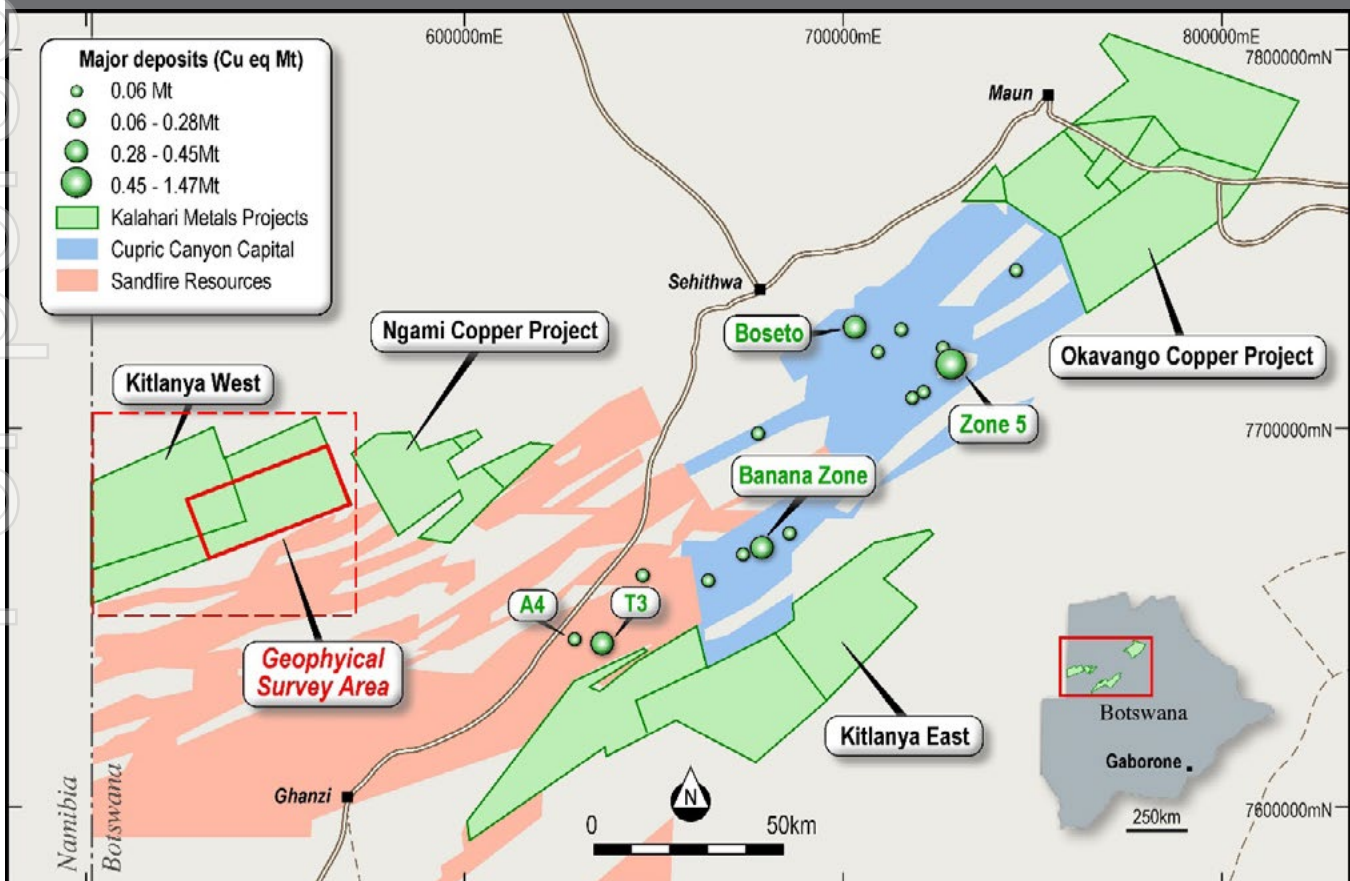 600000mE
700000mE
800000mE
7800000mN
Major deposits (Cu eq Mt)
0.06 Mt
0.06 - 0.28Mt
0.28 - 0.45Mt
0.45 - 1.47Mt
Kalahari Metals Projects
Cupric Canyon Capital
Sandfire Resources
Maun
Sehithwa
Boseto
Ngami Copper Project
Okavango Copper Project
Kitlanya West
Zone 5
7700000mN
Banana Zone
A4
T3
Geophyical
Survey Area
Kitlanya East
Botswana
Gaborone
250km
Ghanzi
N
0
50km
7600000mN
Namibia
Botswana